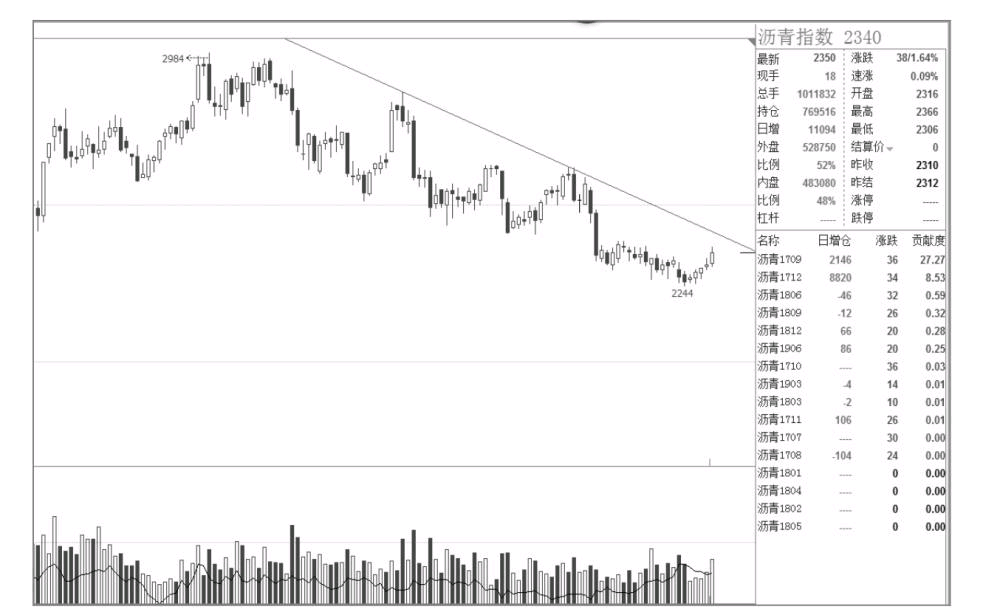 沥青指数 2340
2984
最新 2350 涨跌 38/1.64%
现手 18 速涨 0.09%
总手 1011832 开盘 2316
持仓 769516 最高 2366
日增 11094 最低 2306
外盘 528750 结算价 0
比例 52% 昨收 2310
内盘 483080 昨结 2312
比例 48% 涨停 -----
杠杆 ----- 跌停 -----
名称 日增仓 涨跌 贡献度
沥青1709 2146 36 27.27
沥青1712 8820 34 8.53
沥青1806 -46 32 0.59
2244
沥青1809 -12 26 0.32
沥青1812 66 20 0.28
沥青1906 86 20 0.25
沥青1710 ---- 36 0.03
沥青1903 -4 14 0.01
沥青1803 -2 10 0.01
沥青1711 106 26 0.01
沥青1707 ---- 30 0.00
沥青1708 -104 24 0.00
沥青1801 ---- 0 0.00
沥青1804 ---- 0 0.00
沥青1802 ---- 0 0.00
沥青1805 ---- 0 0.00